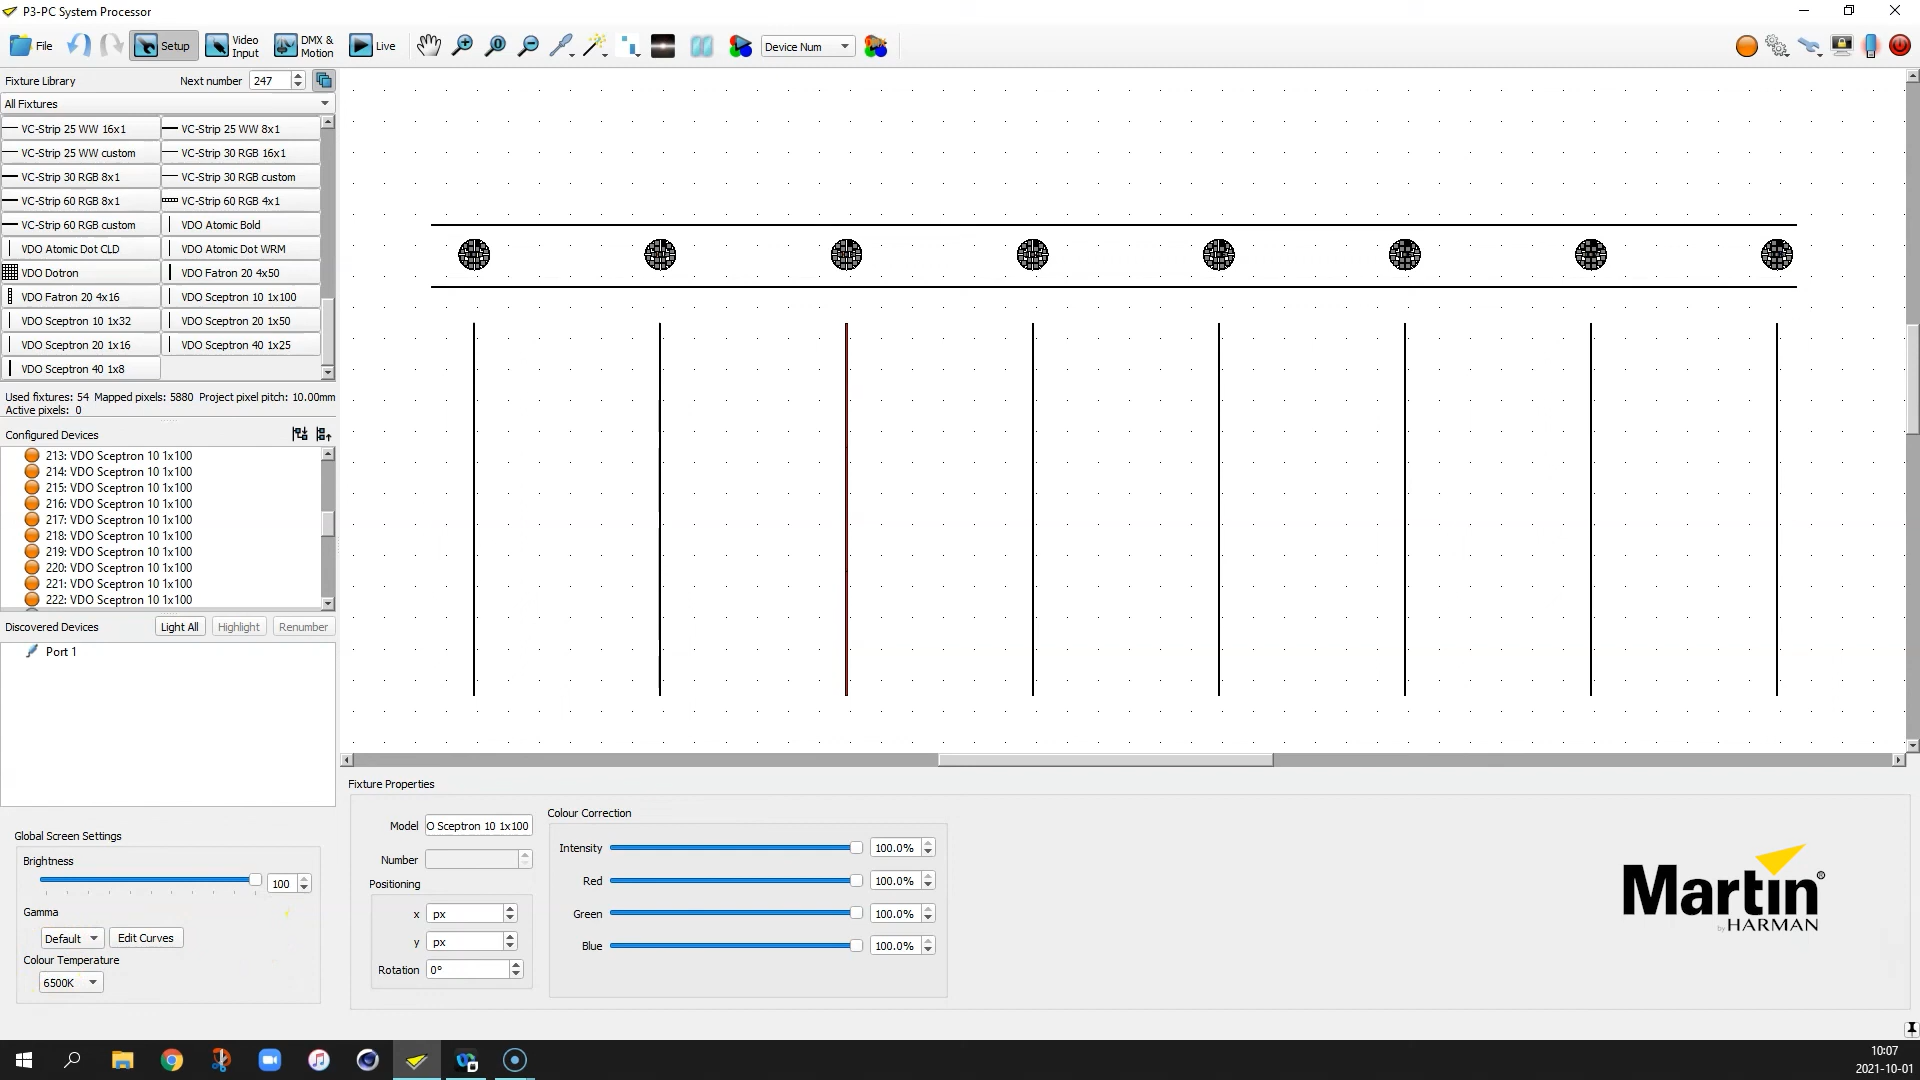 P3-PC System Processor
File
Setup
Video Input
DMX & Motion
Live
Device Num
Fixture Library
Next number 247
All Fixtures
VC-Strip 25 WW 16x1
VC-Strip 25 WW 8x1
VC-Strip 25 WW custom
VC-Strip 30 RGB 16x1
VC-Strip 30 RGB 8x1
VC-Strip 30 RGB custom
VC-Strip 60 RGB 8x1
VC-Strip 60 RGB 4x1
VC-Strip 60 RGB custom
VDO Atomic Bold
VDO Atomic Dot CLD
VDO Atomic Dot WRM
VDO Dotron
VDO Fatron 20 4x50
VDO Fatron 20 4x16
VDO Sceptron 10 1x100
VDO Sceptron 10 1x32
VDO Sceptron 20 1x50
VDO Sceptron 20 1x16
VDO Sceptron 40 1x25
VDO Sceptron 40 1x8
Used fixtures: 54 Mapped pixels: 5880 Project pixel pitch: 10.00mm
Active pixels: 0
Configured Devices
213: VDO Sceptron 10 1x100
214: VDO Sceptron 10 1x100
215: VDO Sceptron 10 1x100
216: VDO Sceptron 10 1x100
217: VDO Sceptron 10 1x100
218: VDO Sceptron 10 1x100
219: VDO Sceptron 10 1x100
220: VDO Sceptron 10 1x100
221: VDO Sceptron 10 1x100
222: VDO Sceptron 10 1x100
Discovered Devices
Light All
Highlight
Renumber
Port 1
Global Screen Settings
Brightness
100
Gamma
Default
Edit Curves
Colour Temperature
6500K
Fixture Properties
Model O Sceptron 10 1x100
Number
Positioning
x px
y px
Rotation 0°
Colour Correction
Intensity 100.0%
Red 100.0%
Green 100.0%
Blue 100.0%
Martin®
by HARMAN
10:07
2021-10-01